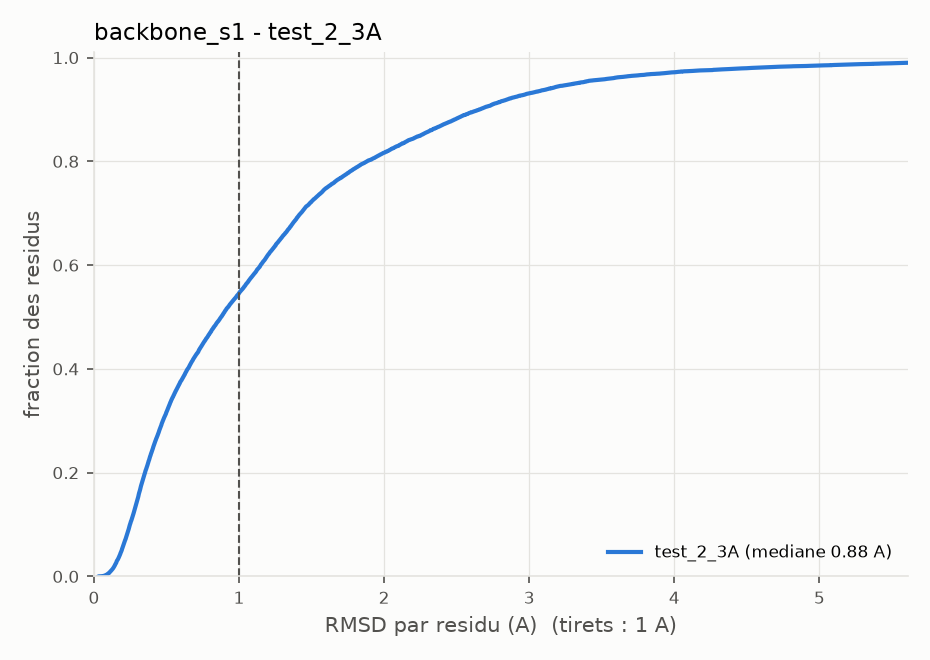 backbone_s1 - test_2_3A
1.0
0.8
0.6
0.4
0.2
0.0
fraction des residus
test_2_3A (mediane 0.88 A)
0 1 2 3 4 5
RMSD par residu (A)  (tirets : 1 A)